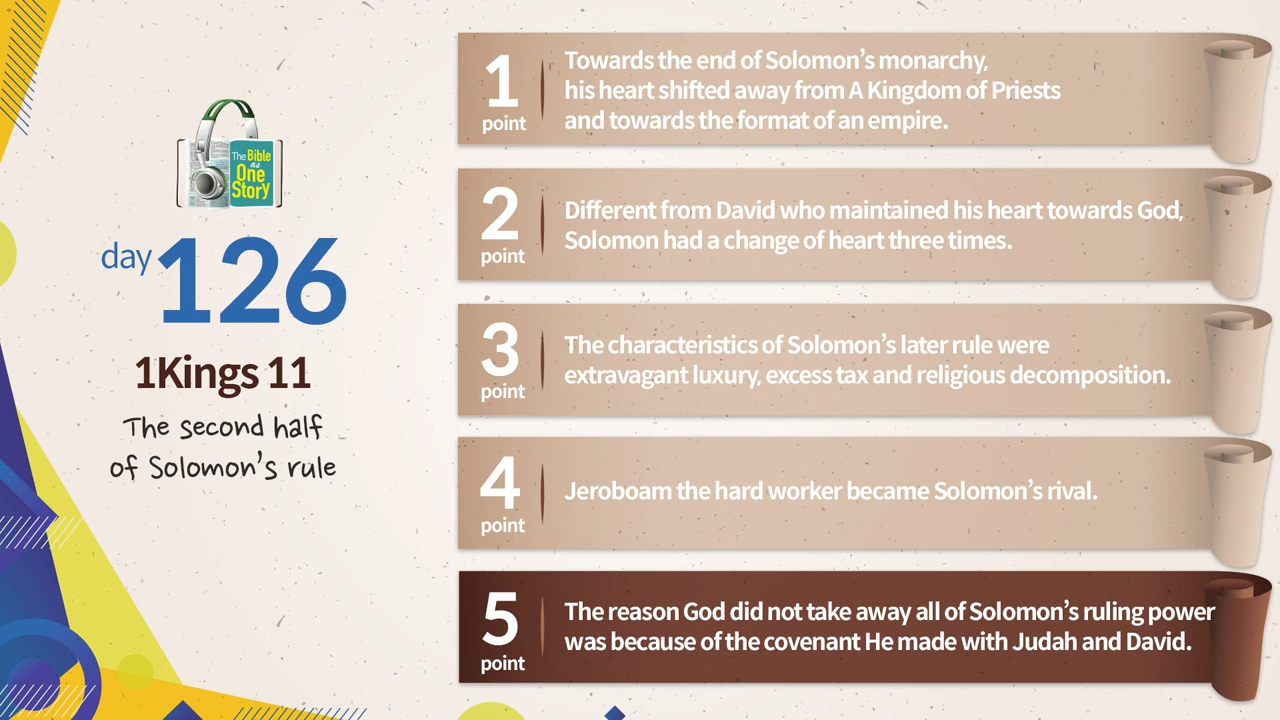 The Bible
as
One
Story
day 126
1Kings 11
The second half
of Solomon's rule
1
point
Towards the end of Solomon's monarchy,
his heart shifted away from A Kingdom of Priests
and towards the format of an empire.
2
point
Different from David who maintained his heart towards God,
Solomon had a change of heart three times.
3
point
The characteristics of Solomon's later rule were
extravagant luxury, excess tax and religious decomposition.
4
point
Jeroboam the hard worker became Solomon's rival.
5
point
The reason God did not take away all of Solomon's ruling power
was because of the covenant He made with Judah and David.